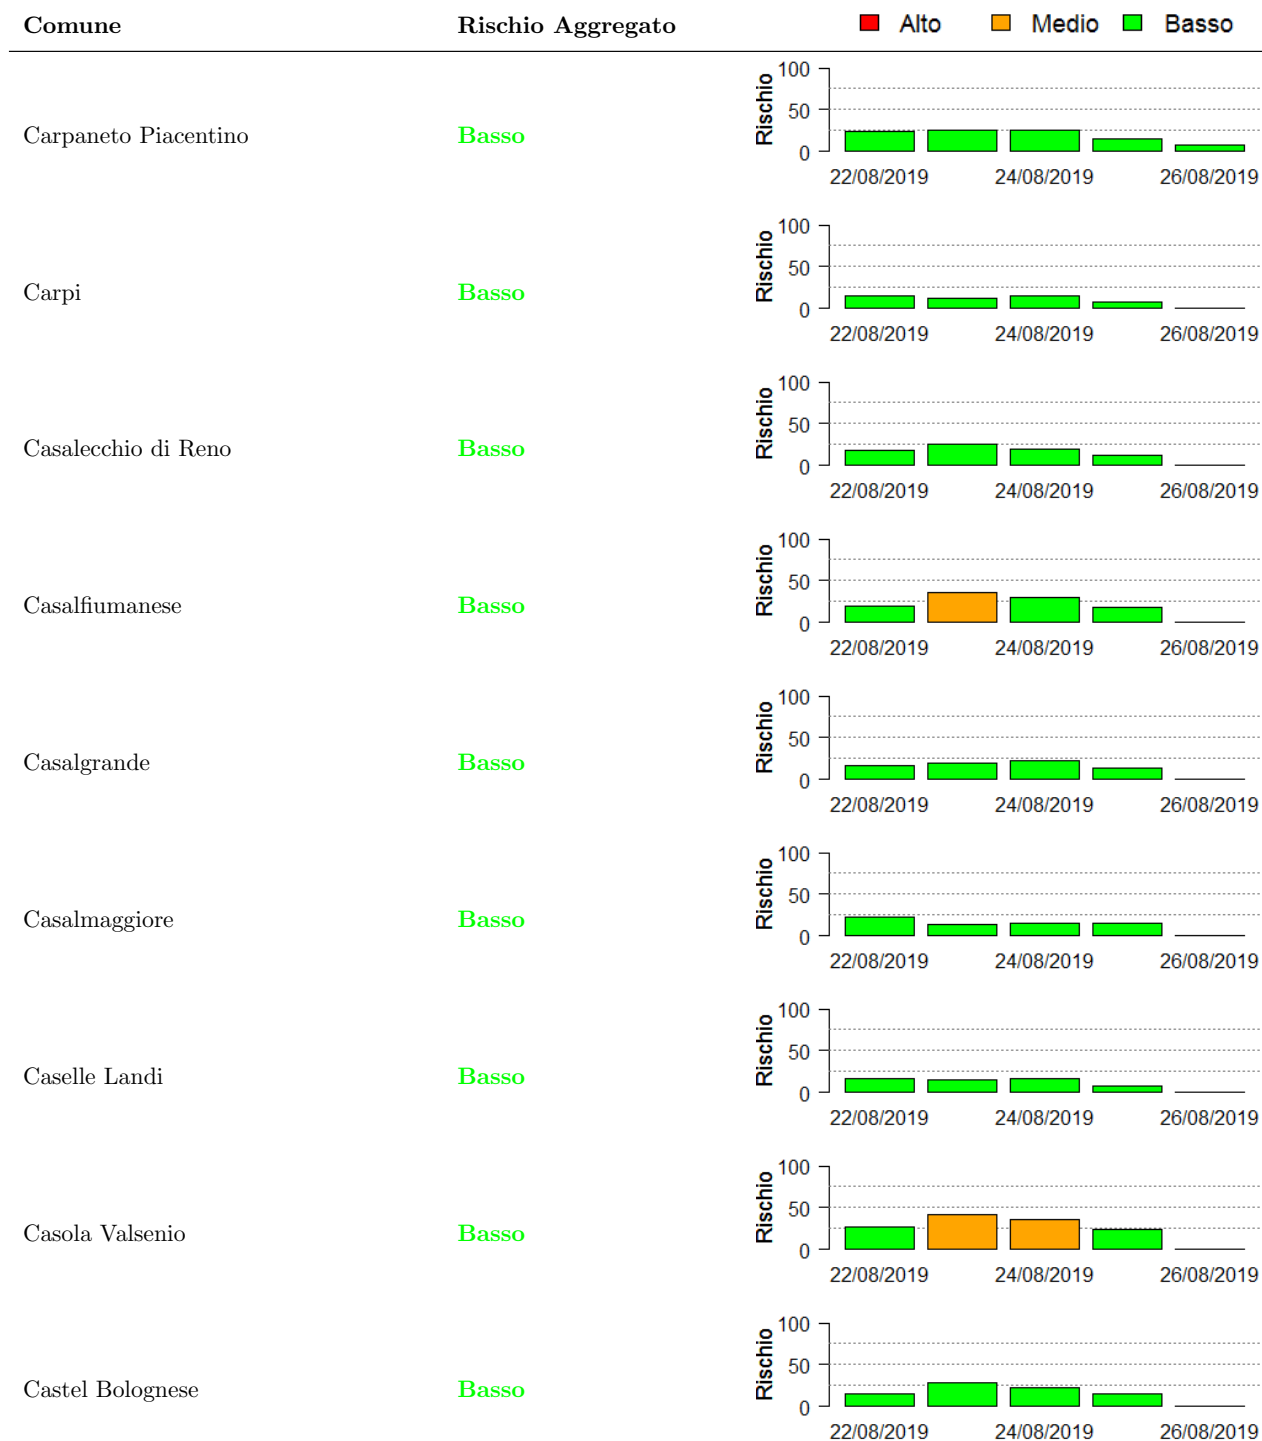 Comune Rischio Aggregato Alto Medio Basso
Carpaneto Piacentino Basso
Rischio
100
50
0
22/08/2019 24/08/2019 26/08/2019
Carpi Basso
Rischio
100
50
0
22/08/2019 24/08/2019 26/08/2019
Casalecchio di Reno Basso
Rischio
100
50
0
22/08/2019 24/08/2019 26/08/2019
Casalfiumanese Basso
Rischio
100
50
0
22/08/2019 24/08/2019 26/08/2019
Casalgrande Basso
Rischio
100
50
0
22/08/2019 24/08/2019 26/08/2019
Casalmaggiore Basso
Rischio
100
50
0
22/08/2019 24/08/2019 26/08/2019
Caselle Landi Basso
Rischio
100
50
0
22/08/2019 24/08/2019 26/08/2019
Casola Valsenio Basso
Rischio
100
50
0
22/08/2019 24/08/2019 26/08/2019
Castel Bolognese Basso
Rischio
100
50
0
22/08/2019 24/08/2019 26/08/2019